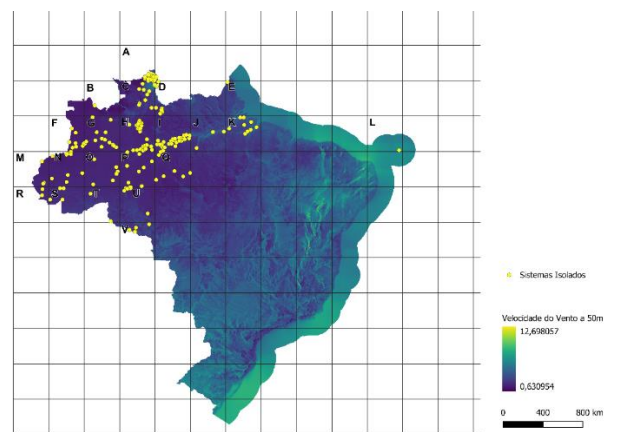 A
B
C
D
E
F
G
H
I
J
K
L
M
N
O
P
Q
R
S
T
U
V
Sistemas Isolados
Velocidade do Vento a 50m
12,698057
0,630954
0 400 800 km